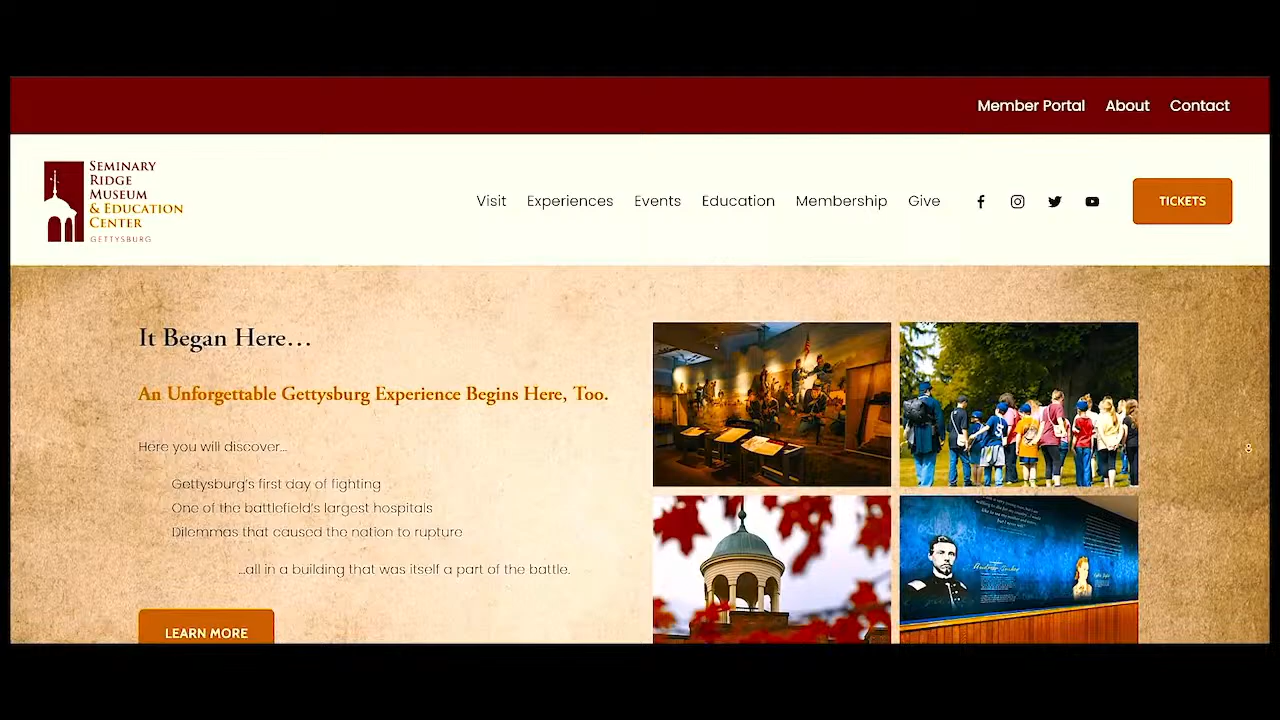 Member Portal About Contact
SEMINARY
RIDGE
MUSEUM
& EDUCATION
CENTER
GETTYSBURG
Visit Experiences Events Education Membership Give
TICKETS
It Began Here…
An Unforgettable Gettysburg Experience Begins Here, Too.
Here you will discover…
Gettysburg's first day of fighting
One of the battlefield's largest hospitals
Dilemmas that caused the nation to rupture
…all in a building that was itself a part of the battle.
LEARN MORE